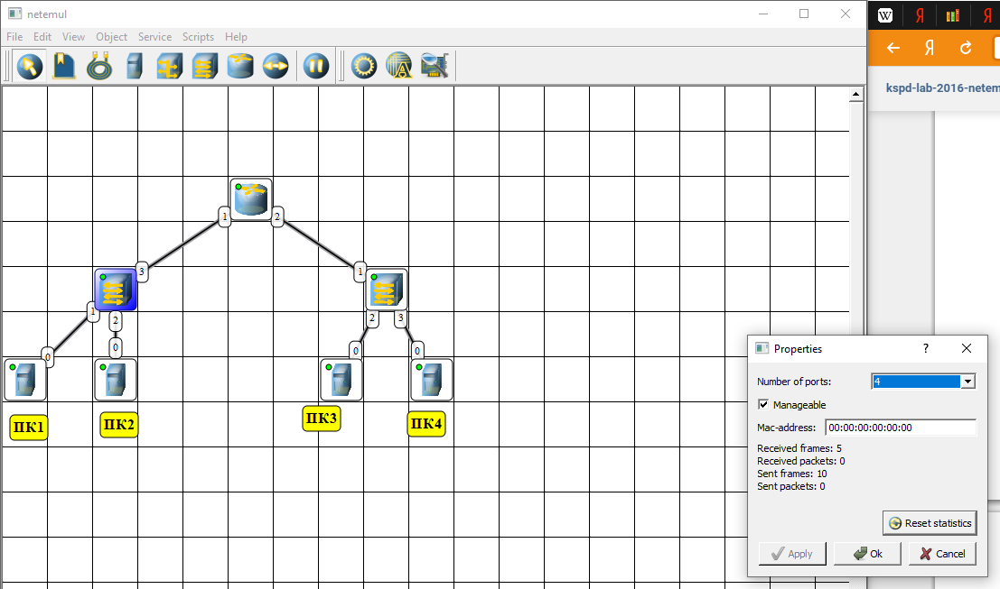 netemul
File Edit View Object Service Scripts Help
W Я Я
Я
kspd-lab-2016-netem
A
1 2
3 1
1 2 2 3
0 0 0 0
ПК1 ПК2 ПК3 ПК4
Properties ?
Number of ports: 4
Manageable
Mac-address: 00:00:00:00:00:00
Received frames: 5
Received packets: 0
Sent frames: 10
Sent packets: 0
Reset statistics
Apply Ok Cancel